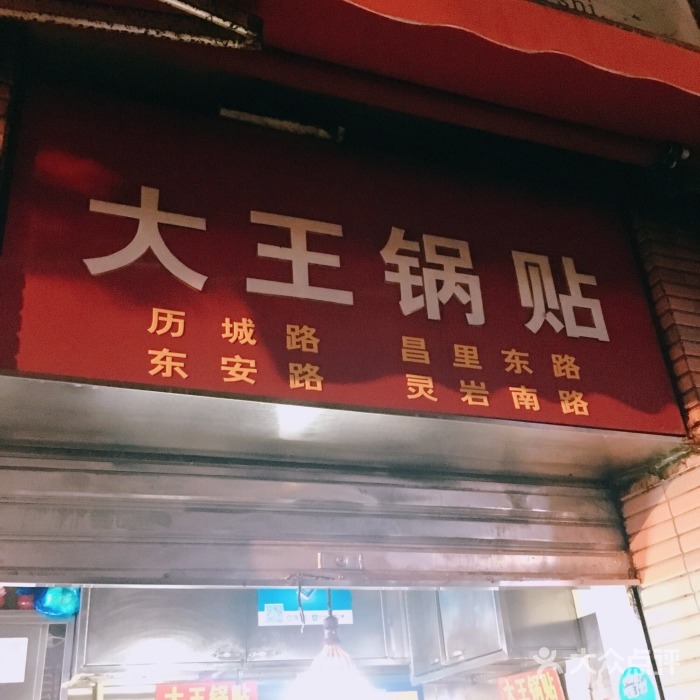 shi
大王锅贴
历城路 昌里东路
东安路 灵岩南路
大王锅贴
王锅贴
大众点评